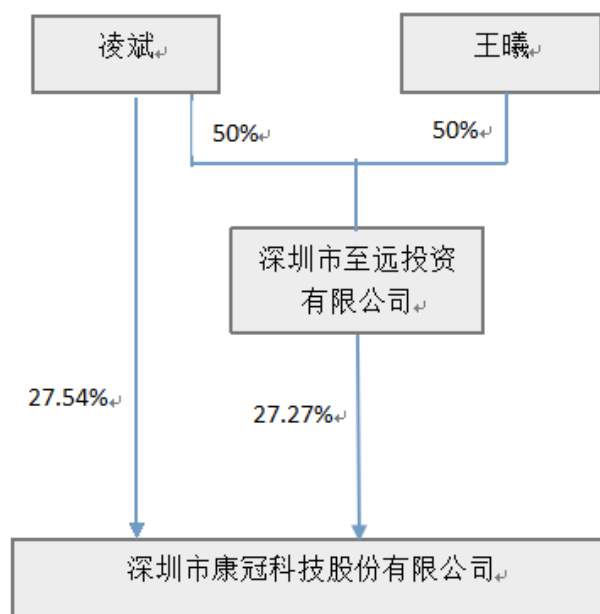 凌斌
王曦
50%
50%
深圳市至远投资
有限公司
27.54%
27.27%
深圳市康冠科技股份有限公司